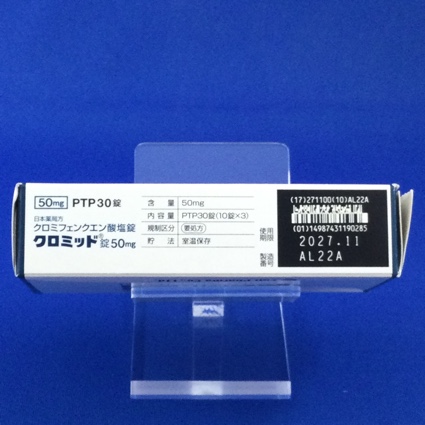 50mg PTP30錠
日本薬局方
クロミフェンクエン酸塩錠
クロミッド®錠50mg
含量 50mg
内容量 PTP30錠(10錠×3)
規制区分 要処方
貯法 室温保存
(17)271100(10)AL22A
(01)14987431190285
使用期限 2027.11
製造番号 AL22A